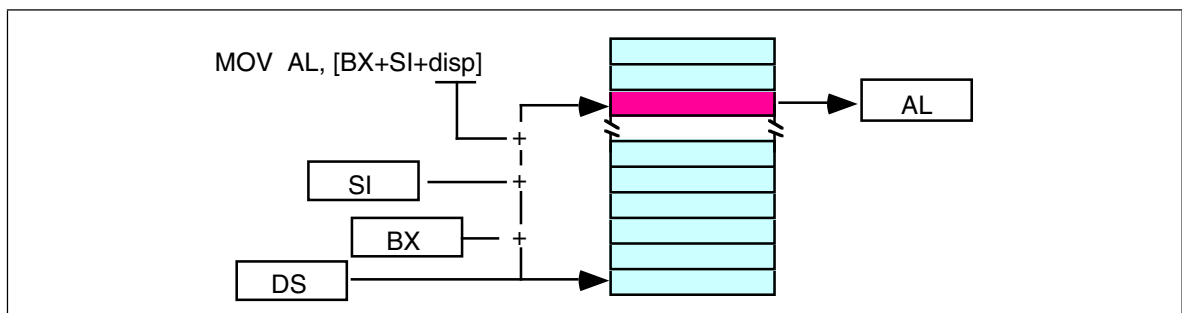 MOV AL, [BX+SI+disp]
AL
+
SI
+
BX
+
DS